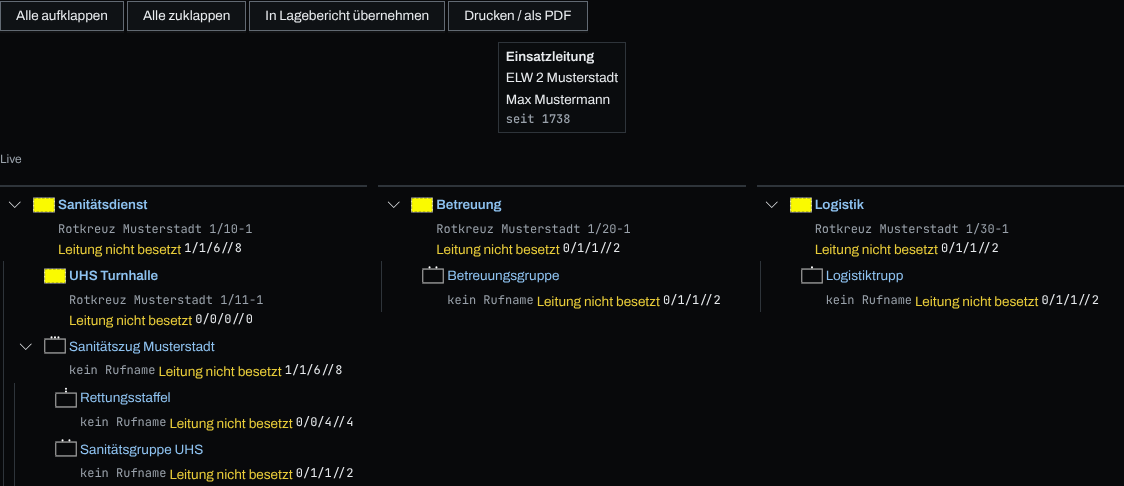 Alle aufklappen
Alle zuklappen
In Lagebericht übernehmen
Drucken / als PDF
Einsatzleitung
ELW 2 Musterstadt
Max Mustermann
seit 1738
Live
Sanitätsdienst
Rotkreuz Musterstadt 1/10-1
Leitung nicht besetzt 1/1/6//8
UHS Turnhalle
Rotkreuz Musterstadt 1/11-1
Leitung nicht besetzt 0/0/0//0
Sanitätszug Musterstadt
kein Rufname Leitung nicht besetzt 1/1/6//8
Rettungsstaffel
kein Rufname Leitung nicht besetzt 0/0/4//4
Sanitätsgruppe UHS
kein Rufname Leitung nicht besetzt 0/1/1//2
Betreuung
Rotkreuz Musterstadt 1/20-1
Leitung nicht besetzt 0/1/1//2
Betreuungsgruppe
kein Rufname Leitung nicht besetzt 0/1/1//2
Logistik
Rotkreuz Musterstadt 1/30-1
Leitung nicht besetzt 0/1/1//2
Logistiktrupp
kein Rufname Leitung nicht besetzt 0/1/1//2